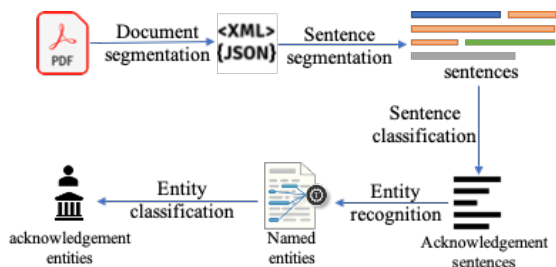 PDF
Document
segmentation
<XML>
{JSON}
Sentence
segmentation
sentences
Sentence
classification
Acknowledgement
sentences
Entity
recognition
Named
entities
Entity
classification
acknowledgement
entities